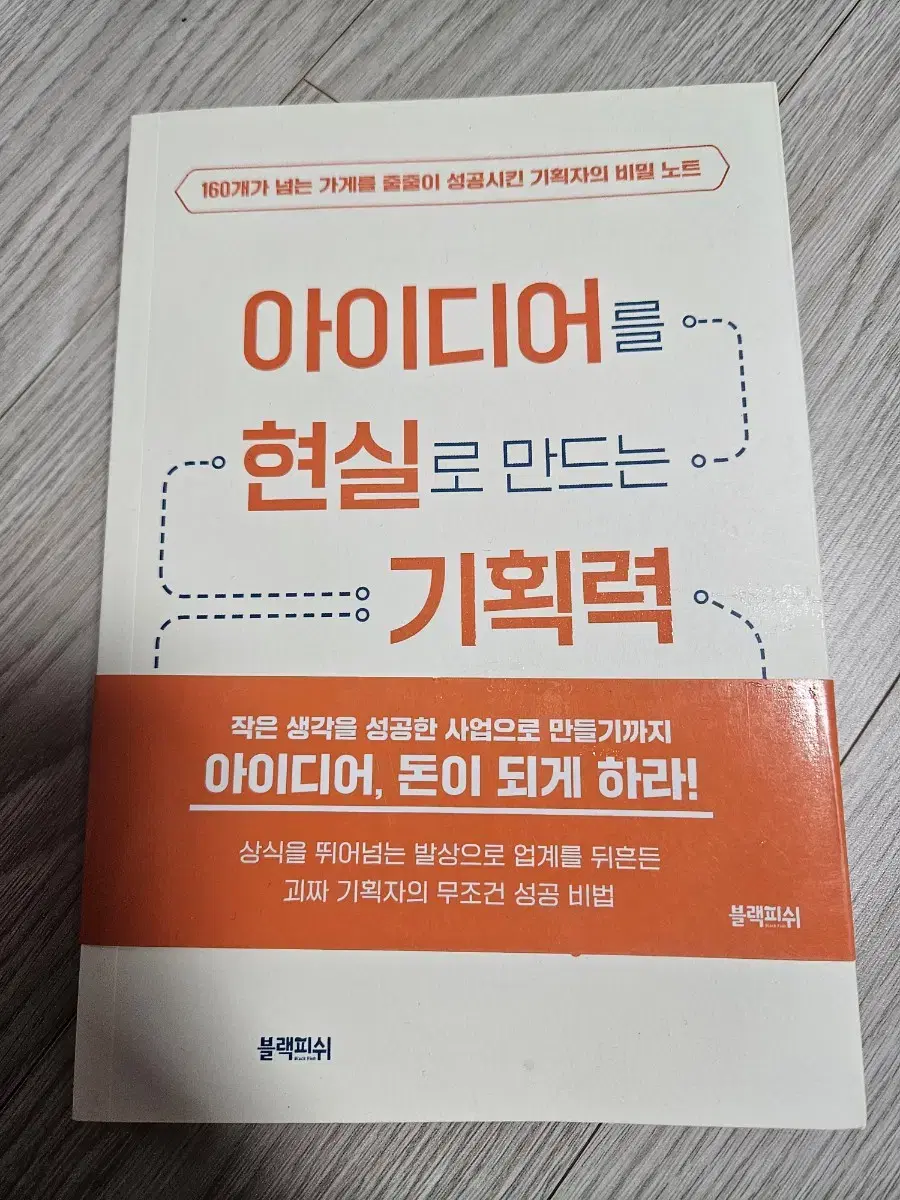 160개가 넘는 가게를 줄줄이 성공시킨 기획자의 비밀 노트
아이디어를
현실로 만드는
기획력
작은 생각을 성공한 사업으로 만들기까지
아이디어, 돈이 되게 하라!
상식을 뛰어넘는 발상으로 업계를 뒤흔든
괴짜 기획자의 무조건 성공 비법
블랙피쉬
Black Fish
블랙피쉬
Black Fish